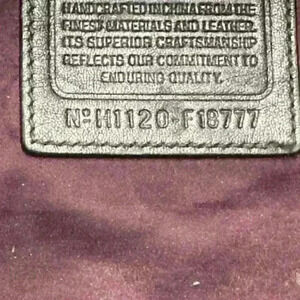 HANDCRAFTED IN CHINA FROM THE
FINEST MATERIALS AND LEATHER.
ITS SUPERIOR CRAFTSMANSHIP
REFLECTS OUR COMMITMENT TO
ENDURING QUALITY.
Nº H1120-F18777